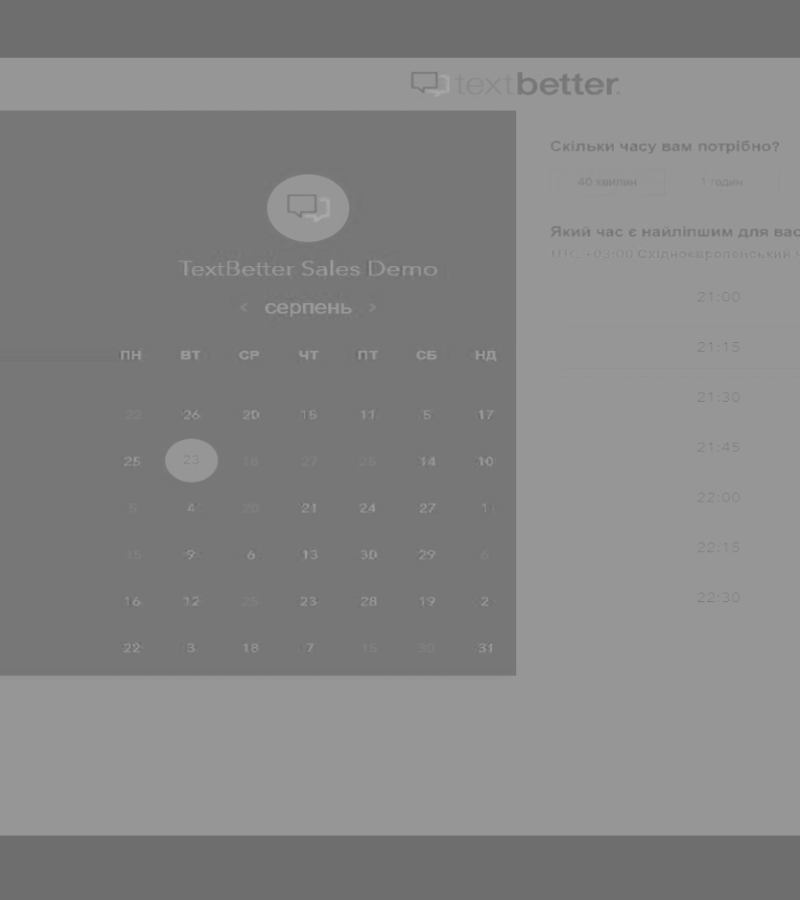 textbetter
Скільки часу вам потрібно?
40 хвилин 1 годин
TextBetter Sales Demo
< серпень >
Який час є найліпшим для вас
UTC +03:00 Східноєвропейський ч
ПН ВТ СР ЧТ ПТ СБ НД
22 26 20 15 11 5 17
25 23 16 27 25 14 10
5 4 20 21 24 27 1
15 9 6 13 30 29 6
16 12 25 23 28 19 2
22 3 18 7 15 30 31
21:00
21:15
21:30
21:45
22:00
22:15
22:30